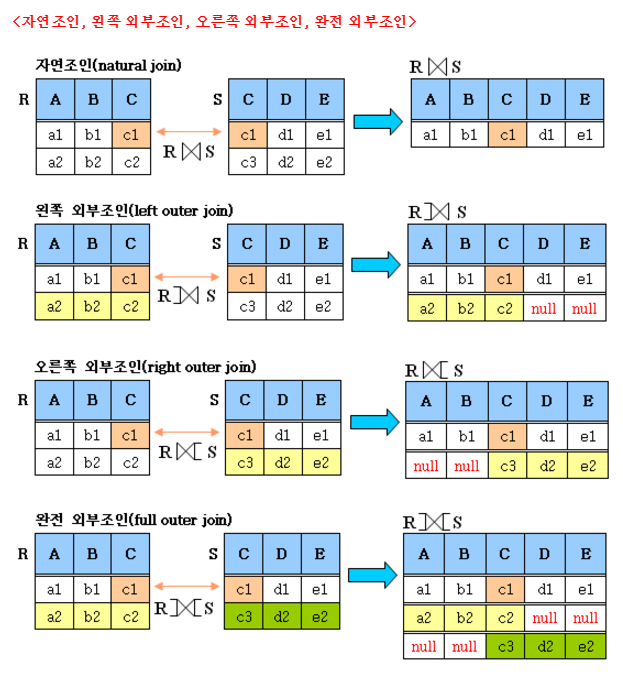 <자연조인, 왼쪽 외부조인, 오른쪽 외부조인, 완전 외부조인>
자연조인(natural join)
R ⋈ S
R A B C S C D E A B C D E
a1 b1 c1 c1 d1 e1 a1 b1 c1 d1 e1
R ⋈ S
a2 b2 c2 c3 d2 e2
왼쪽 외부조인(left outer join)
R ⟕ S
R A B C S C D E A B C D E
a1 b1 c1 c1 d1 e1 a1 b1 c1 d1 e1
R ⟕ S
a2 b2 c2 c3 d2 e2 a2 b2 c2 null null
오른쪽 외부조인(right outer join)
R ⟖ S
R A B C S C D E A B C D E
a1 b1 c1 c1 d1 e1 a1 b1 c1 d1 e1
R ⟖ S
a2 b2 c2 c3 d2 e2 null null c3 d2 e2
완전 외부조인(full outer join)
R ⟗ S
R A B C S C D E A B C D E
a1 b1 c1 c1 d1 e1 a1 b1 c1 d1 e1
R ⟗ S
a2 b2 c2 c3 d2 e2 a2 b2 c2 null null
null null c3 d2 e2